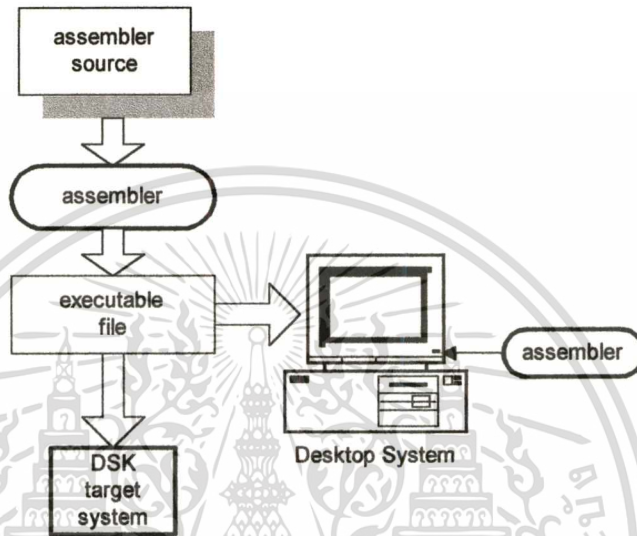 assembler
source
assembler
executable
file
assembler
Desktop System
DSK
target
system